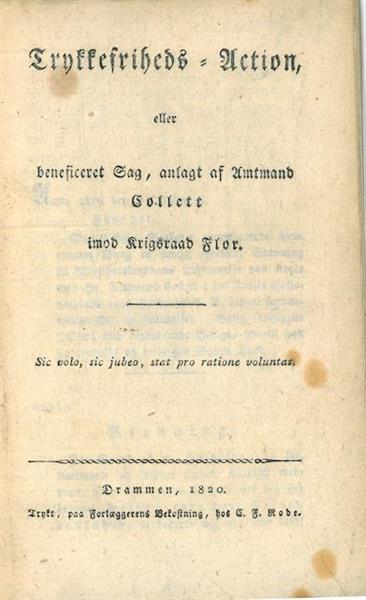 Trykkefriheds-Action,
eller
beneficeret Sag, anlagt af Amtmand
Collett
imod Krigsraad Flor.
Sic volo, sic jubeo, stat pro ratione voluntas.
Drammen, 1820.
Trykt, paa Forlæggerens Bekostning, hos C. F. Rode.